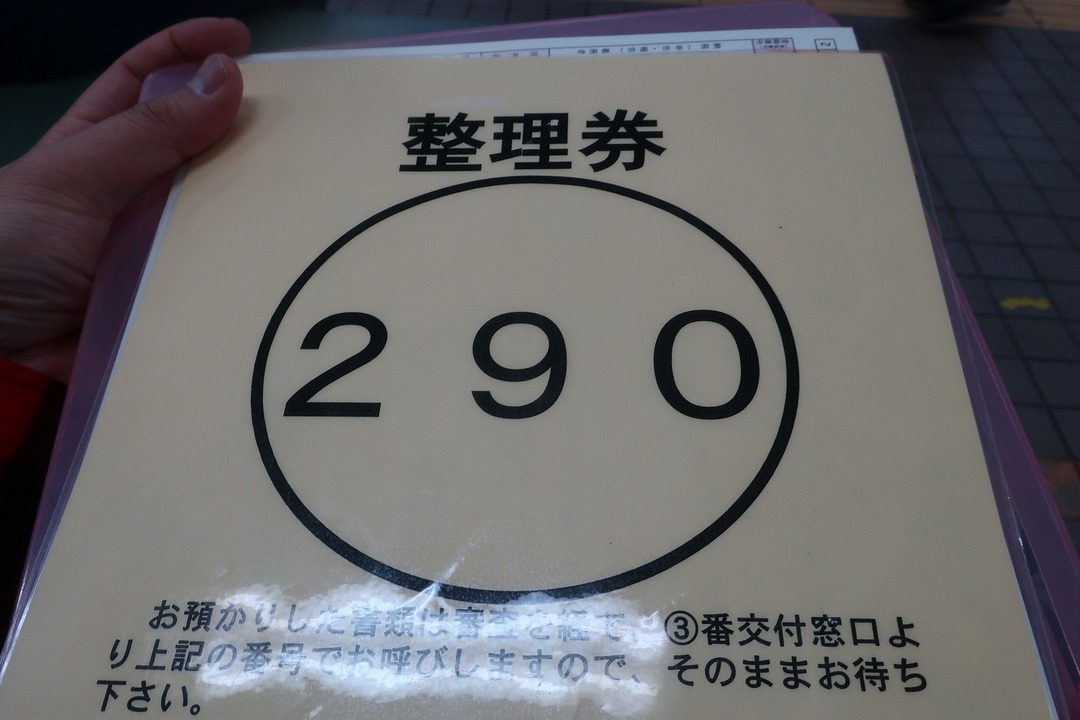 整理券
290
お預かりした書類は審査を経て、③番交付窓口よ
り上記の番号でお呼びしますので、そのままお待ち
下さい。